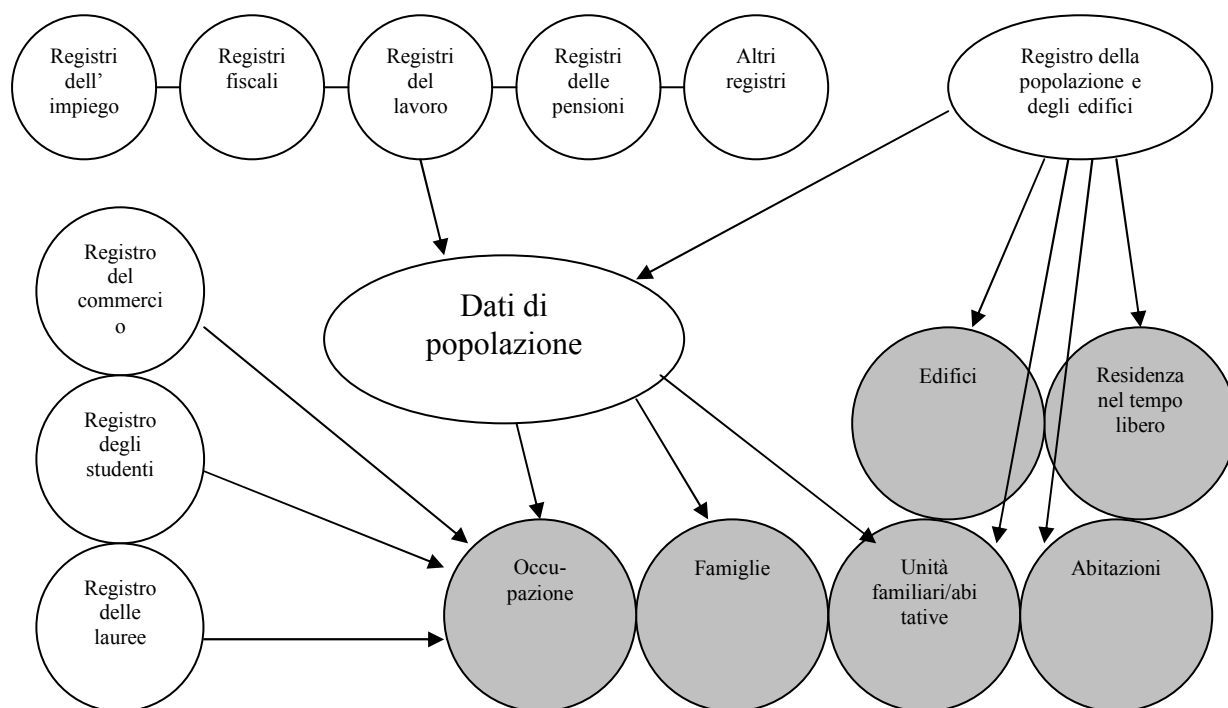 Registri
dell’
impiego
Registri
fiscali
Registri
del
lavoro
Registri
delle
pensioni
Altri
registri
Registro della
popolazione e
degli edifici
Registro
del
commerci
o
Dati di
popolazione
Edifici
Residenza
nel tempo
libero
Registro
degli
studenti
Registro
delle
lauree
Occu-
pazione
Famiglie
Unità
familiari/abi
tative
Abitazioni